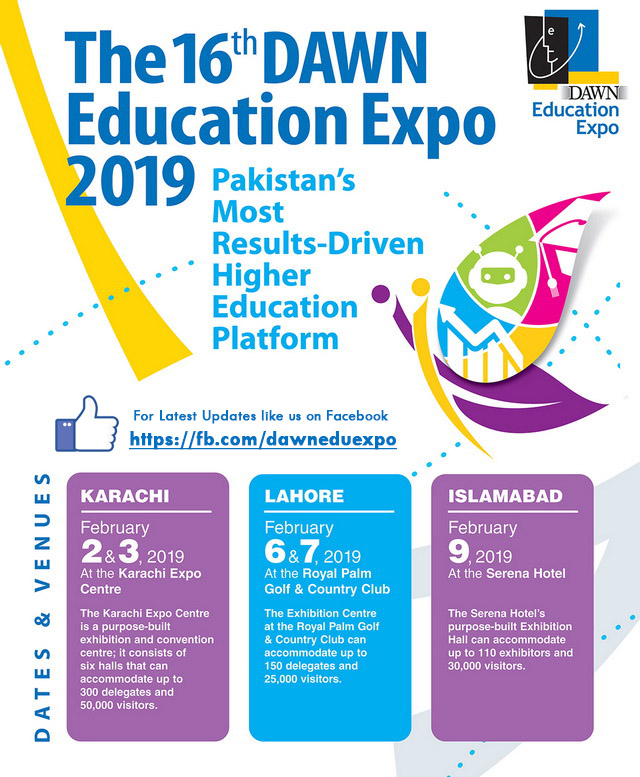 The 16th DAWN
Education Expo
2019
Pakistan's
Most
Results-Driven
Higher
Education
Platform
DAWN
Education
Expo
For Latest Updates like us on Facebook
https://fb.com/dawneduexpo
DATES & VENUES
KARACHI
February
2 & 3, 2019
At the Karachi Expo
Centre
The Karachi Expo Centre
is a purpose-built
exhibition and convention
centre; it consists of
six halls that can
accommodate up to
300 delegates and
50,000 visitors.
LAHORE
February
6 & 7, 2019
At the Royal Palm
Golf & Country Club
The Exhibition Centre
at the Royal Palm Golf
& Country Club can
accommodate up to
150 delegates and
25,000 visitors.
ISLAMABAD
February
9, 2019
At the Serena Hotel
The Serena Hotel's
purpose-built Exhibition
Hall can accommodate
up to 110 exhibitors and
30,000 visitors.